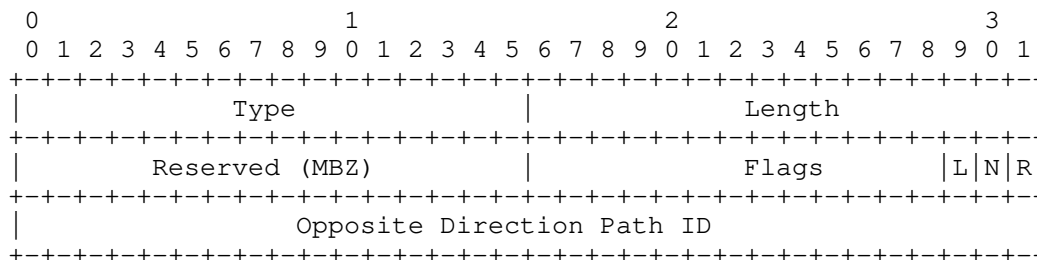 0                   1                   2                   3
0 1 2 3 4 5 6 7 8 9 0 1 2 3 4 5 6 7 8 9 0 1 2 3 4 5 6 7 8 9 0 1
+-+-+-+-+-+-+-+-+-+-+-+-+-+-+-+-+-+-+-+-+-+-+-+-+-+-+-+-+-+-+-+-
|             Type              |             Length
+-+-+-+-+-+-+-+-+-+-+-+-+-+-+-+-+-+-+-+-+-+-+-+-+-+-+-+-+-+-+-+-
|        Reserved (MBZ)         |             Flags       |L|N|R
+-+-+-+-+-+-+-+-+-+-+-+-+-+-+-+-+-+-+-+-+-+-+-+-+-+-+-+-+-+-+-+-
|                 Opposite Direction Path ID
+-+-+-+-+-+-+-+-+-+-+-+-+-+-+-+-+-+-+-+-+-+-+-+-+-+-+-+-+-+-+-+-